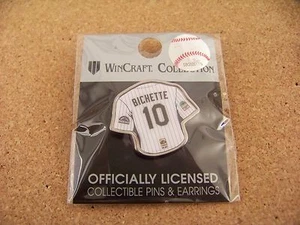 WINCRAFT COLLECTION
BICHETTE
10
OFFICIALLY LICENSED
COLLECTIBLE PINS & EARRINGS